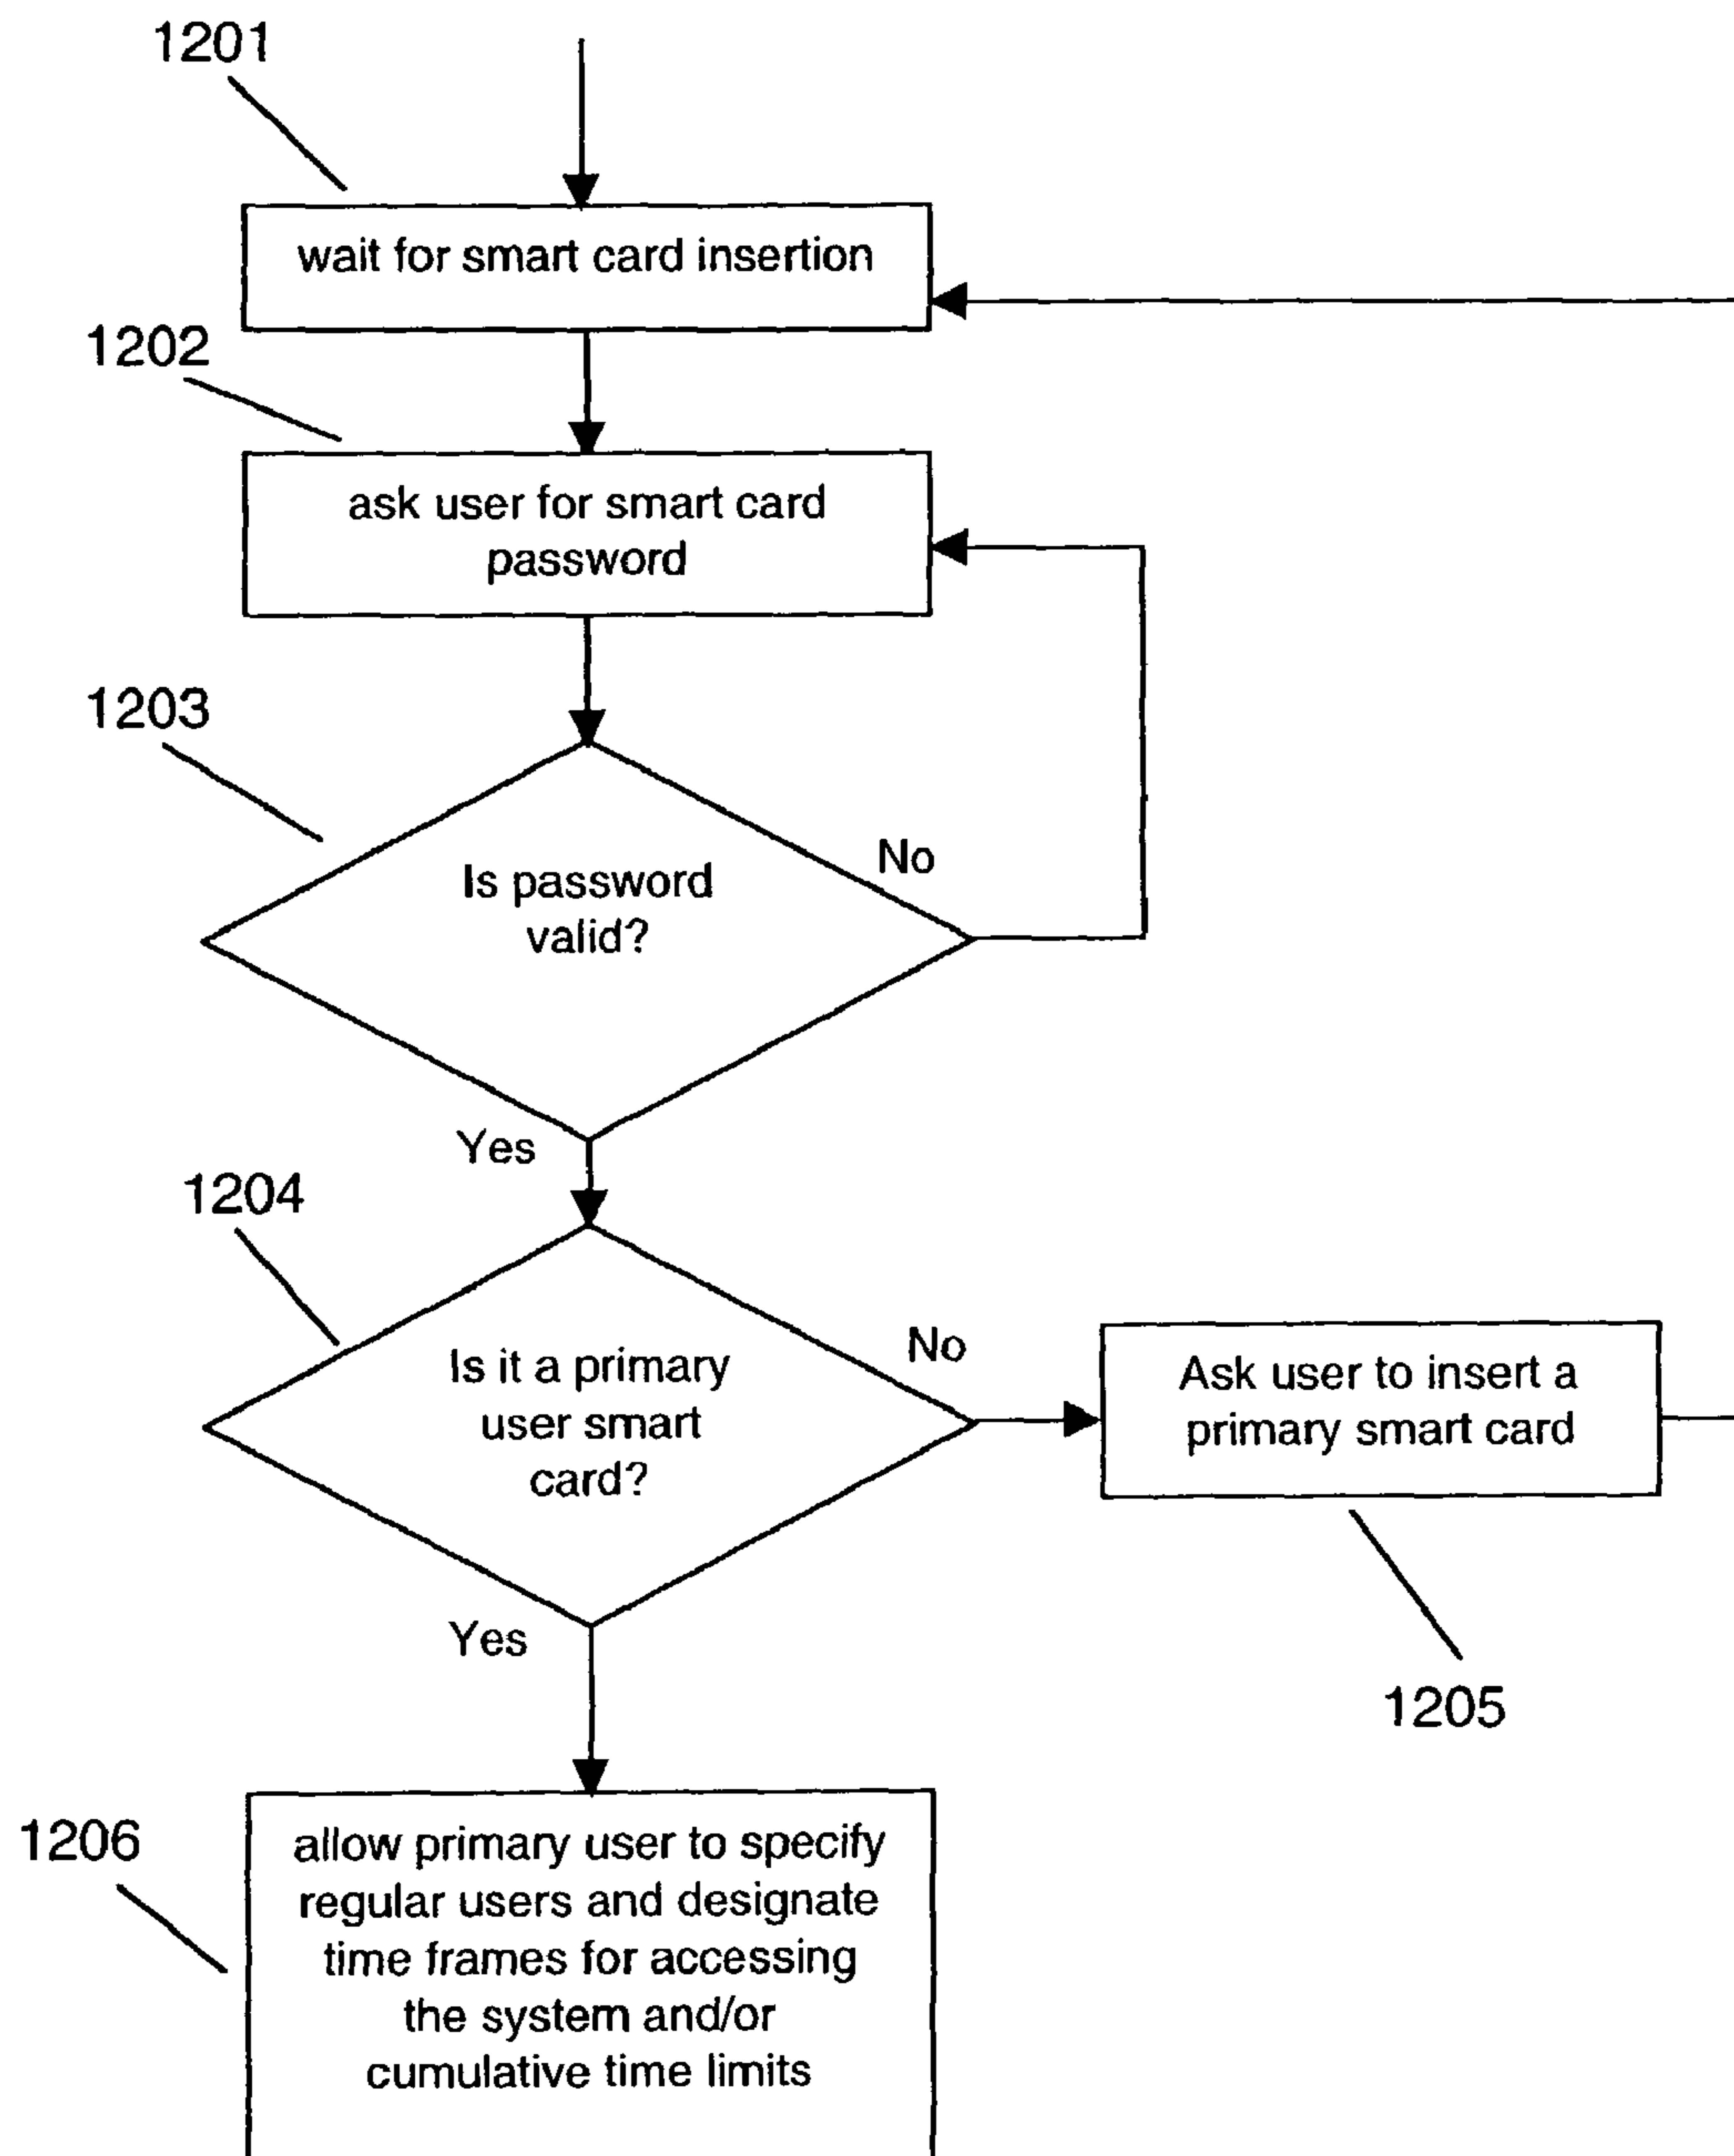 1201
wait for smart card insertion
1202
ask user for smart card
password
1203
Is password
valid?
No
Yes
1204
Is it a primary
user smart
card?
No
Ask user to insert a
primary smart card
1205
Yes
1206
allow primary user to specify
regular users and designate
time frames for accessing
the system and/or
cumulative time limits